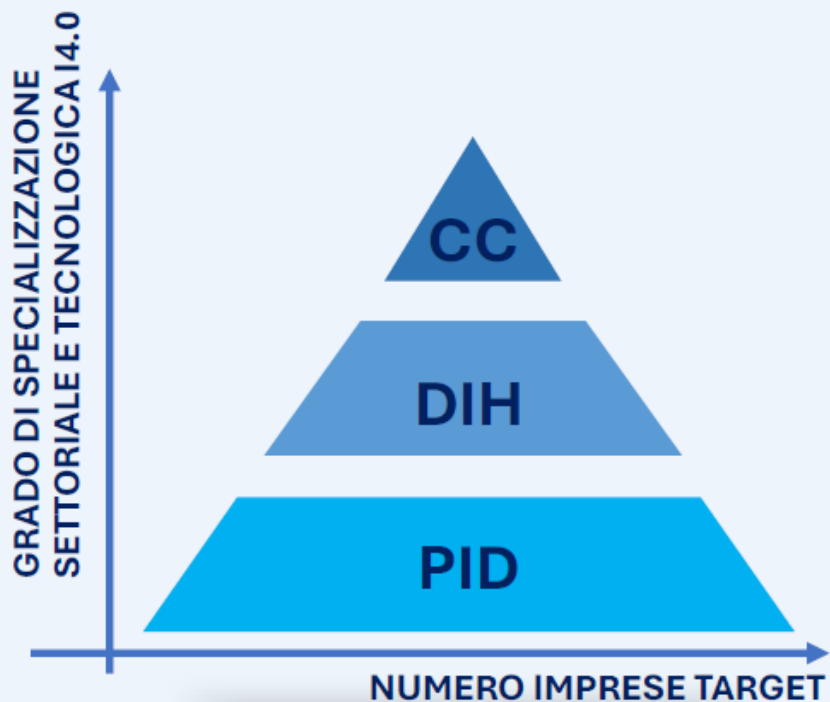 GRADO DI SPECIALIZZAZIONE
SETTORIALE E TECNOLOGICA I4.0
CC
DIH
PID
NUMERO IMPRESE TARGET